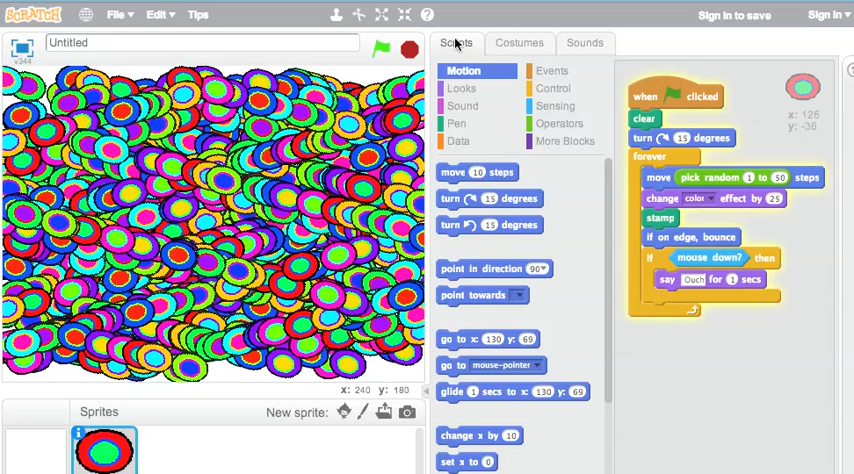 SCRATCH File Edit Tips Sign in to save Sign in
Untitled
v344
Scripts Costumes Sounds
Motion Events
Looks Control
Sound Sensing
Pen Operators
Data More Blocks
move 10 steps
turn 15 degrees
turn 15 degrees
point in direction 90
point towards
go to x: 130 y: 69
go to mouse-pointer
glide 1 secs to x: 130 y: 69
change x by 10
set x to 0
when clicked
clear
turn 15 degrees
forever
move pick random 1 to 50 steps
change color effect by 25
stamp
if on edge, bounce
if mouse down? then
say Ouch for 1 secs
x: 126
y: -36
x: 240 y: 180
Sprites New sprite: